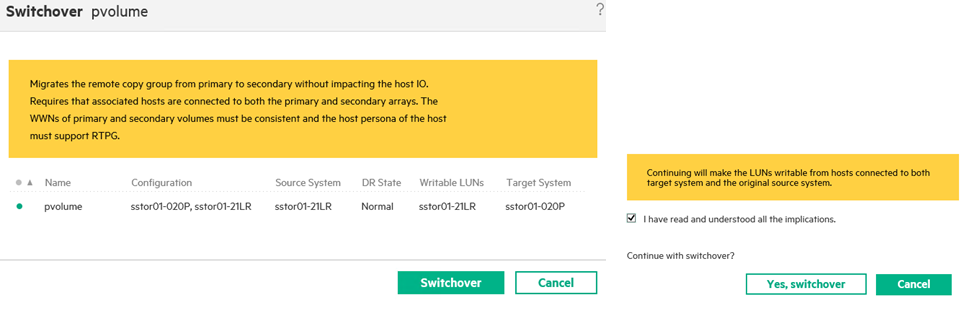 Switchover pvolume
?
Migrates the remote copy group from primary to secondary without impacting the host IO.
Requires that associated hosts are connected to both the primary and secondary arrays. The
WWNs of primary and secondary volumes must be consistent and the host persona of the host
must support RTPG.
Name Configuration Source System DR State Writable LUNs Target System
pvolume sstor01-020P, sstor01-21LR sstor01-21LR Normal sstor01-21LR sstor01-020P
Switchover Cancel
Continuing will make the LUNs writable from hosts connected to both
target system and the original source system.
I have read and understood all the implications.
Continue with switchover?
Yes, switchover Cancel